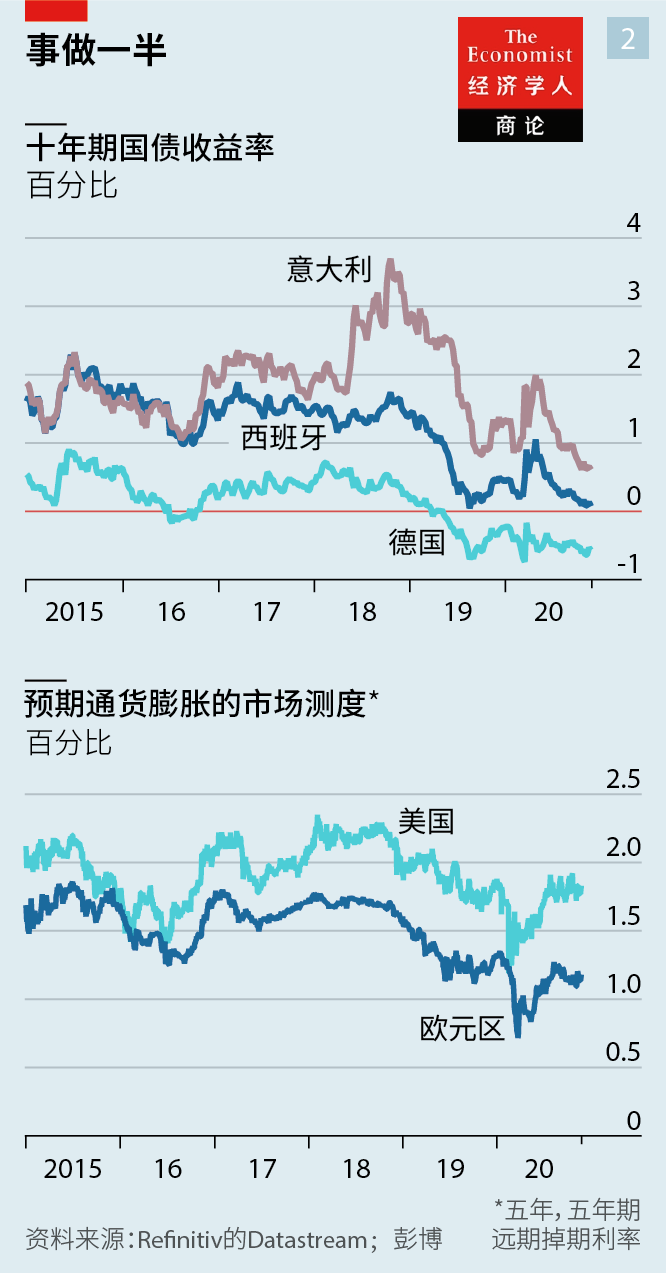 事做一半
The
Economist
经济学人
商论
2
十年期国债收益率
百分比
4
意大利
3
2
西班牙
1
0
德国
-1
2015 16 17 18 19 20
预期通货膨胀的市场测度*
百分比
2.5
美国
2.0
1.5
1.0
欧元区
0.5
0
2015 16 17 18 19 20
*五年，五年期
远期掉期利率
资料来源：Refinitiv的Datastream；彭博